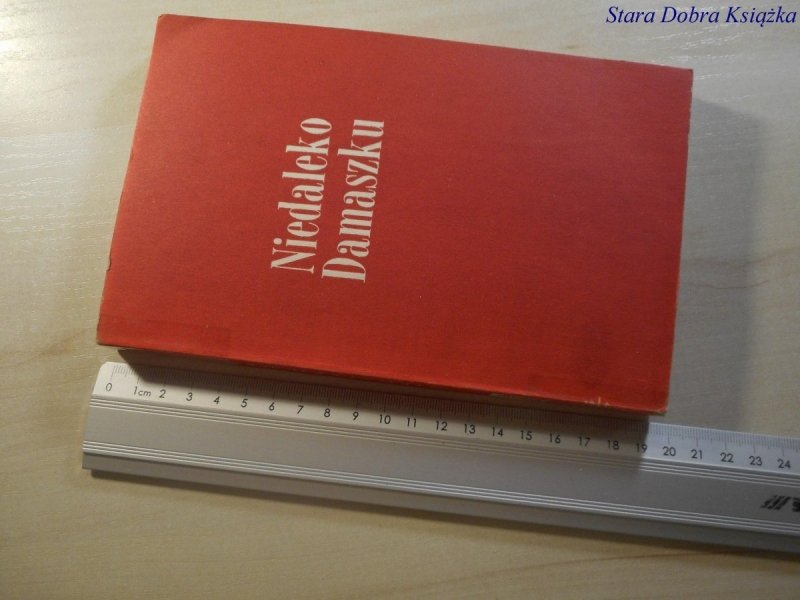 Stara Dobra Książka
Niedaleko
Damaszku
0 1cm 2 3 4 5 6 7 8 9 10 11 12 13 14 15 16 17 18 19 20 21 22 23 24